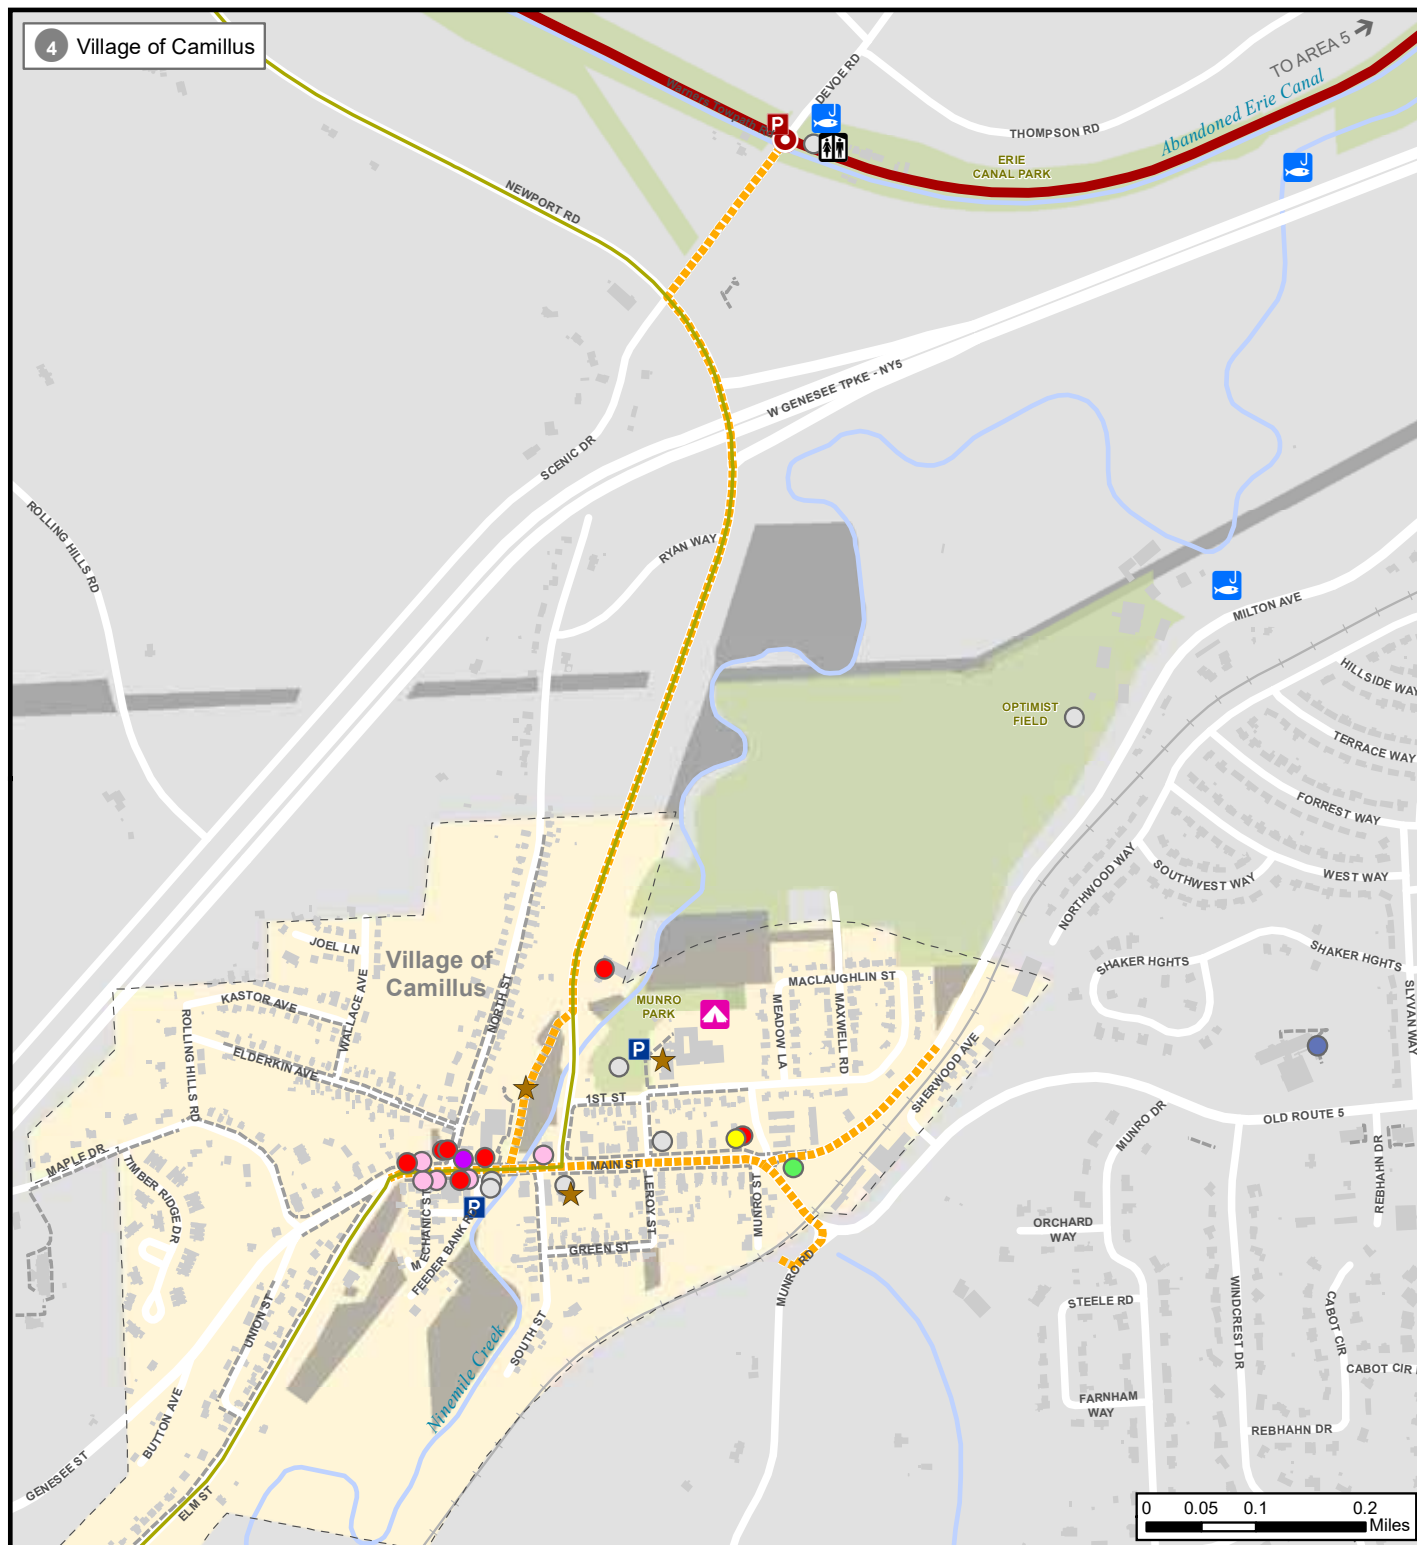 4 Village of Camillus
TO AREA 5
DEVOE RD
Warners Towpath Rd
P
THOMPSON RD
Abandoned Erie Canal
ERIE
CANAL PARK
NEWPORT RD
W GENESEE TPKE - NY5
SCENIC DR
ROLLING HILLS RD
RYAN WAY
MILTON AVE
HILLSIDE WAY
OPTIMIST
FIELD
TERRACE WAY
FORREST WAY
NORTHWOOD WAY
SOUTHWEST WAY
WEST WAY
JOEL LN
Village of
Camillus
SHAKER HGHTS
SHAKER HGHTS
MACLAUGHLIN ST
KASTOR AVE
WALLACE AVE
NORTH ST
MUNRO
PARK
MEADOW LA
MAXWELL RD
SLYVAN WAY
ROLLING HILLS RD
ELDERKIN AVE
P
SHERWOOD AVE
1ST ST
MUNRO DR
OLD ROUTE 5
MAPLE DR
TIMBER RIDGE DR
MAIN ST
LEROY ST
MUNRO ST
REBHAHN DR
P
MECHANIC ST
FEEDER BANK RD
GREEN ST
ORCHARD
WAY
MUNRO RD
STEELE RD
UNION ST
SOUTH ST
WINDCREST DR
CABOT CIR
CABOT CIR
Ninemile Creek
FARNHAM
WAY
BUTTON AVE
REBHAHN DR
GENESEE ST
ELM ST
0 0.05 0.1 0.2
Miles